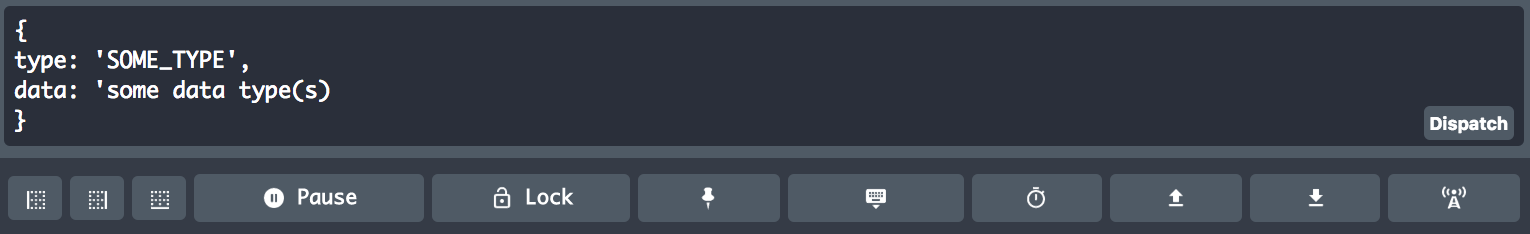 {
type: 'SOME_TYPE',
data: 'some data type(s)
}
Dispatch
Pause
Lock